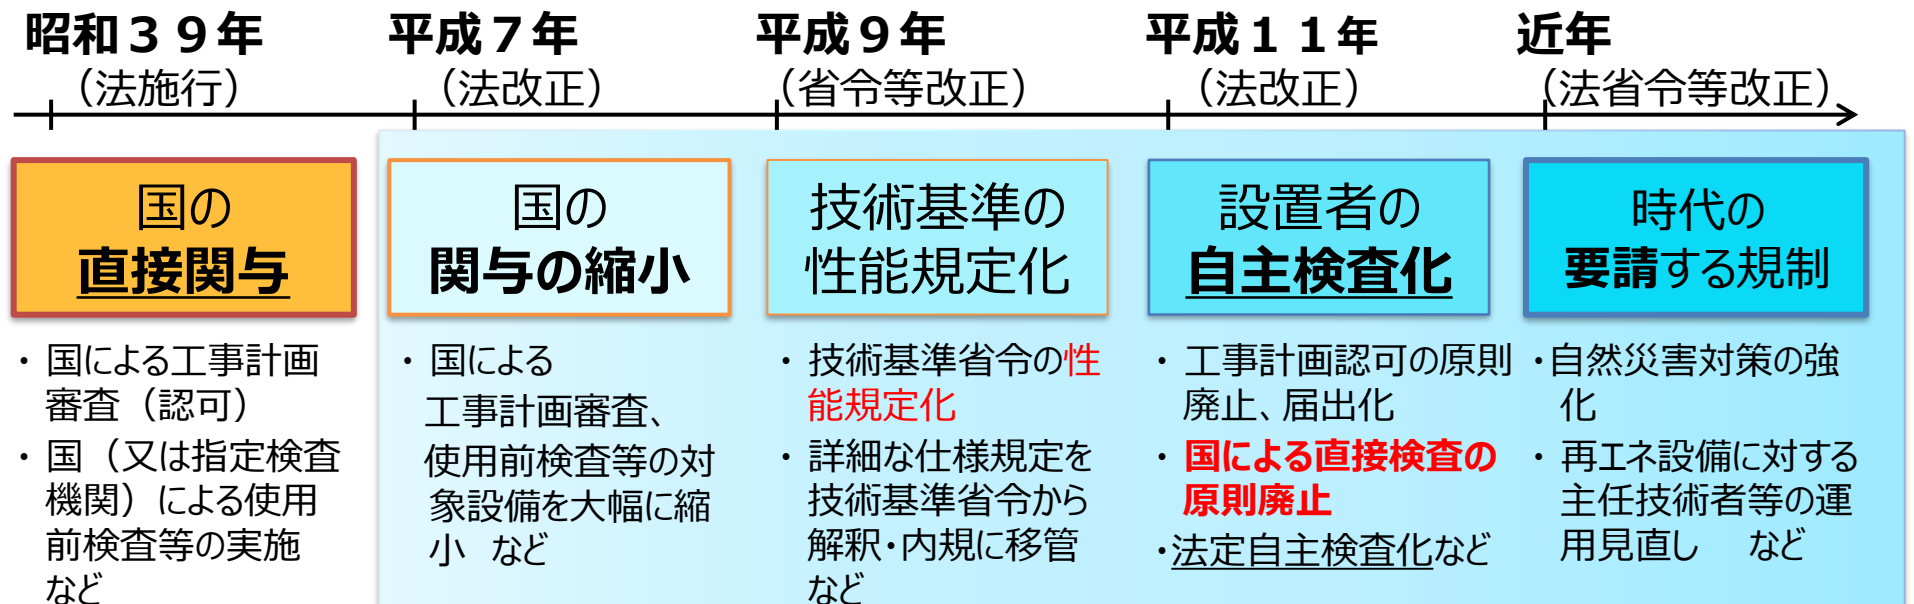 昭和３９年
（法施行）
国の
直接関与
・ 国による工事計画
審査（認可）
・ 国（又は指定検査
機関）による使用
前検査等の実施
など
平成７年
（法改正）
国の
関与の縮小
・ 国による
工事計画審査、
使用前検査等の対
象設備を大幅に縮
小 など
平成９年
（省令等改正）
技術基準の
性能規定化
・ 技術基準省令の性
能規定化
・ 詳細な仕様規定を
技術基準省令から
解釈・内規に移管
など
平成１１年
（法改正）
設置者の
自主検査化
・ 工事計画認可の原則
廃止、届出化
・ 国による直接検査の
原則廃止
・法定自主検査化など
近年
（法省令等改正）
時代の
要請する規制
・自然災害対策の強
化
・ 再エネ設備に対する
主任技術者等の運
用見直し など